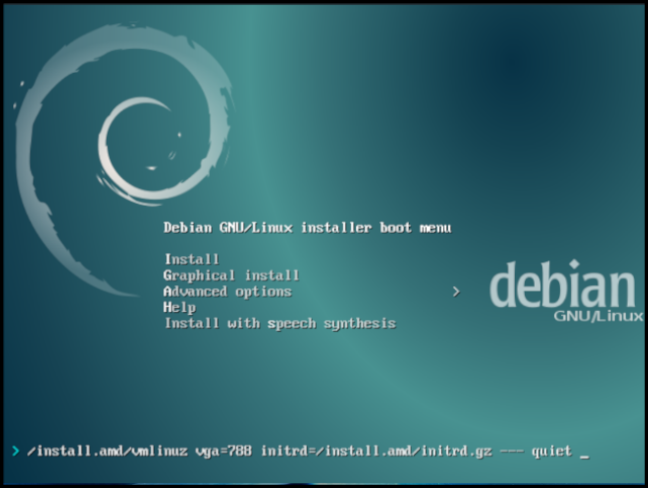 Debian GNU/Linux installer boot menu
Install
Graphical install
Advanced options >
Help
Install with speech synthesis
debian
GNU/Linux
> /install.amd/vmlinuz vga=788 initrd=/install.amd/initrd.gz --- quiet _